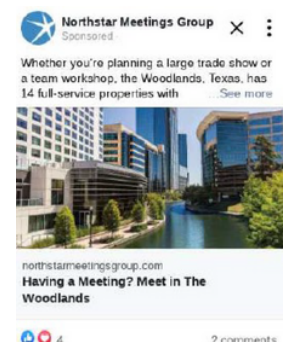 Northstar Meetings Group
Sponsored ·
Whether you're planning a large trade show or
a team workshop, the Woodlands, Texas, has
14 full-service properties with ...See more
northstarmeetingsgroup.com
Having a Meeting? Meet in The
Woodlands
4 2 comments